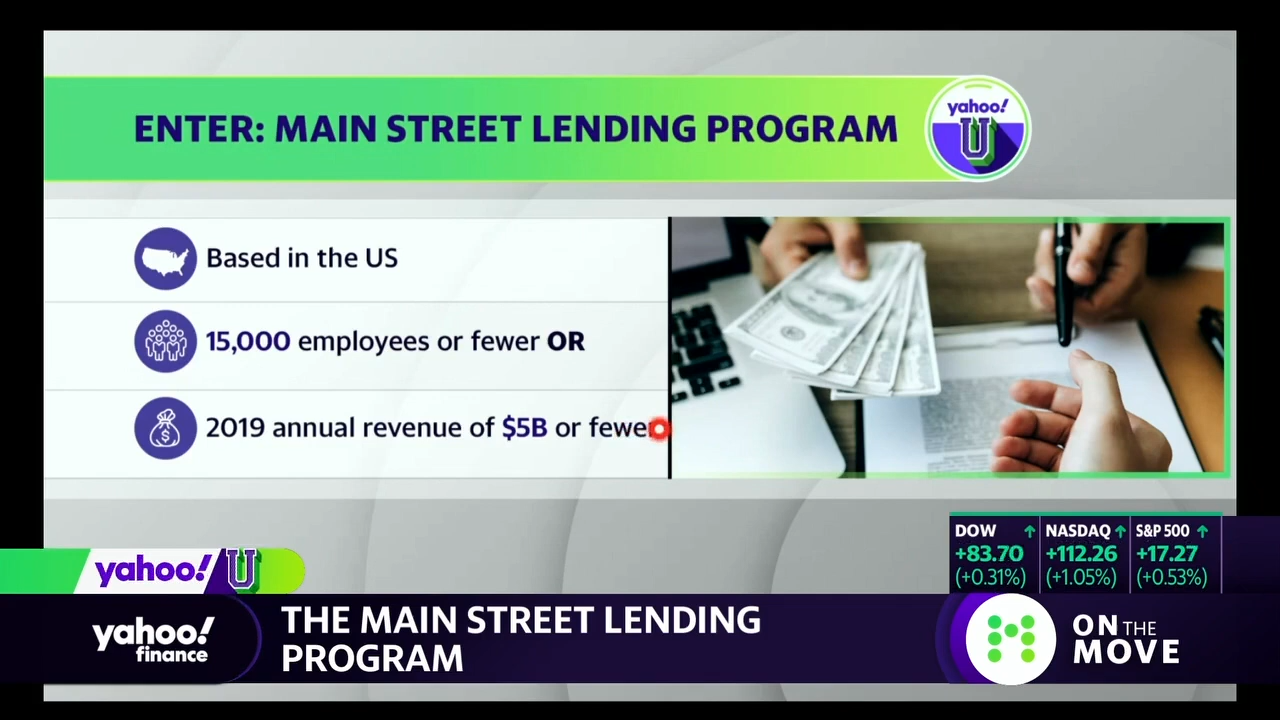 ENTER: MAIN STREET LENDING PROGRAM
yahoo!
U
Based in the US
15,000 employees or fewer OR
2019 annual revenue of $5B or fewer
DOW
+83.70
(+0.31%)
NASDAQ
+112.26
(+1.05%)
S&P 500
+17.27
(+0.53%)
yahoo! U
yahoo!
finance
THE MAIN STREET LENDING
PROGRAM
ON THE
MOVE